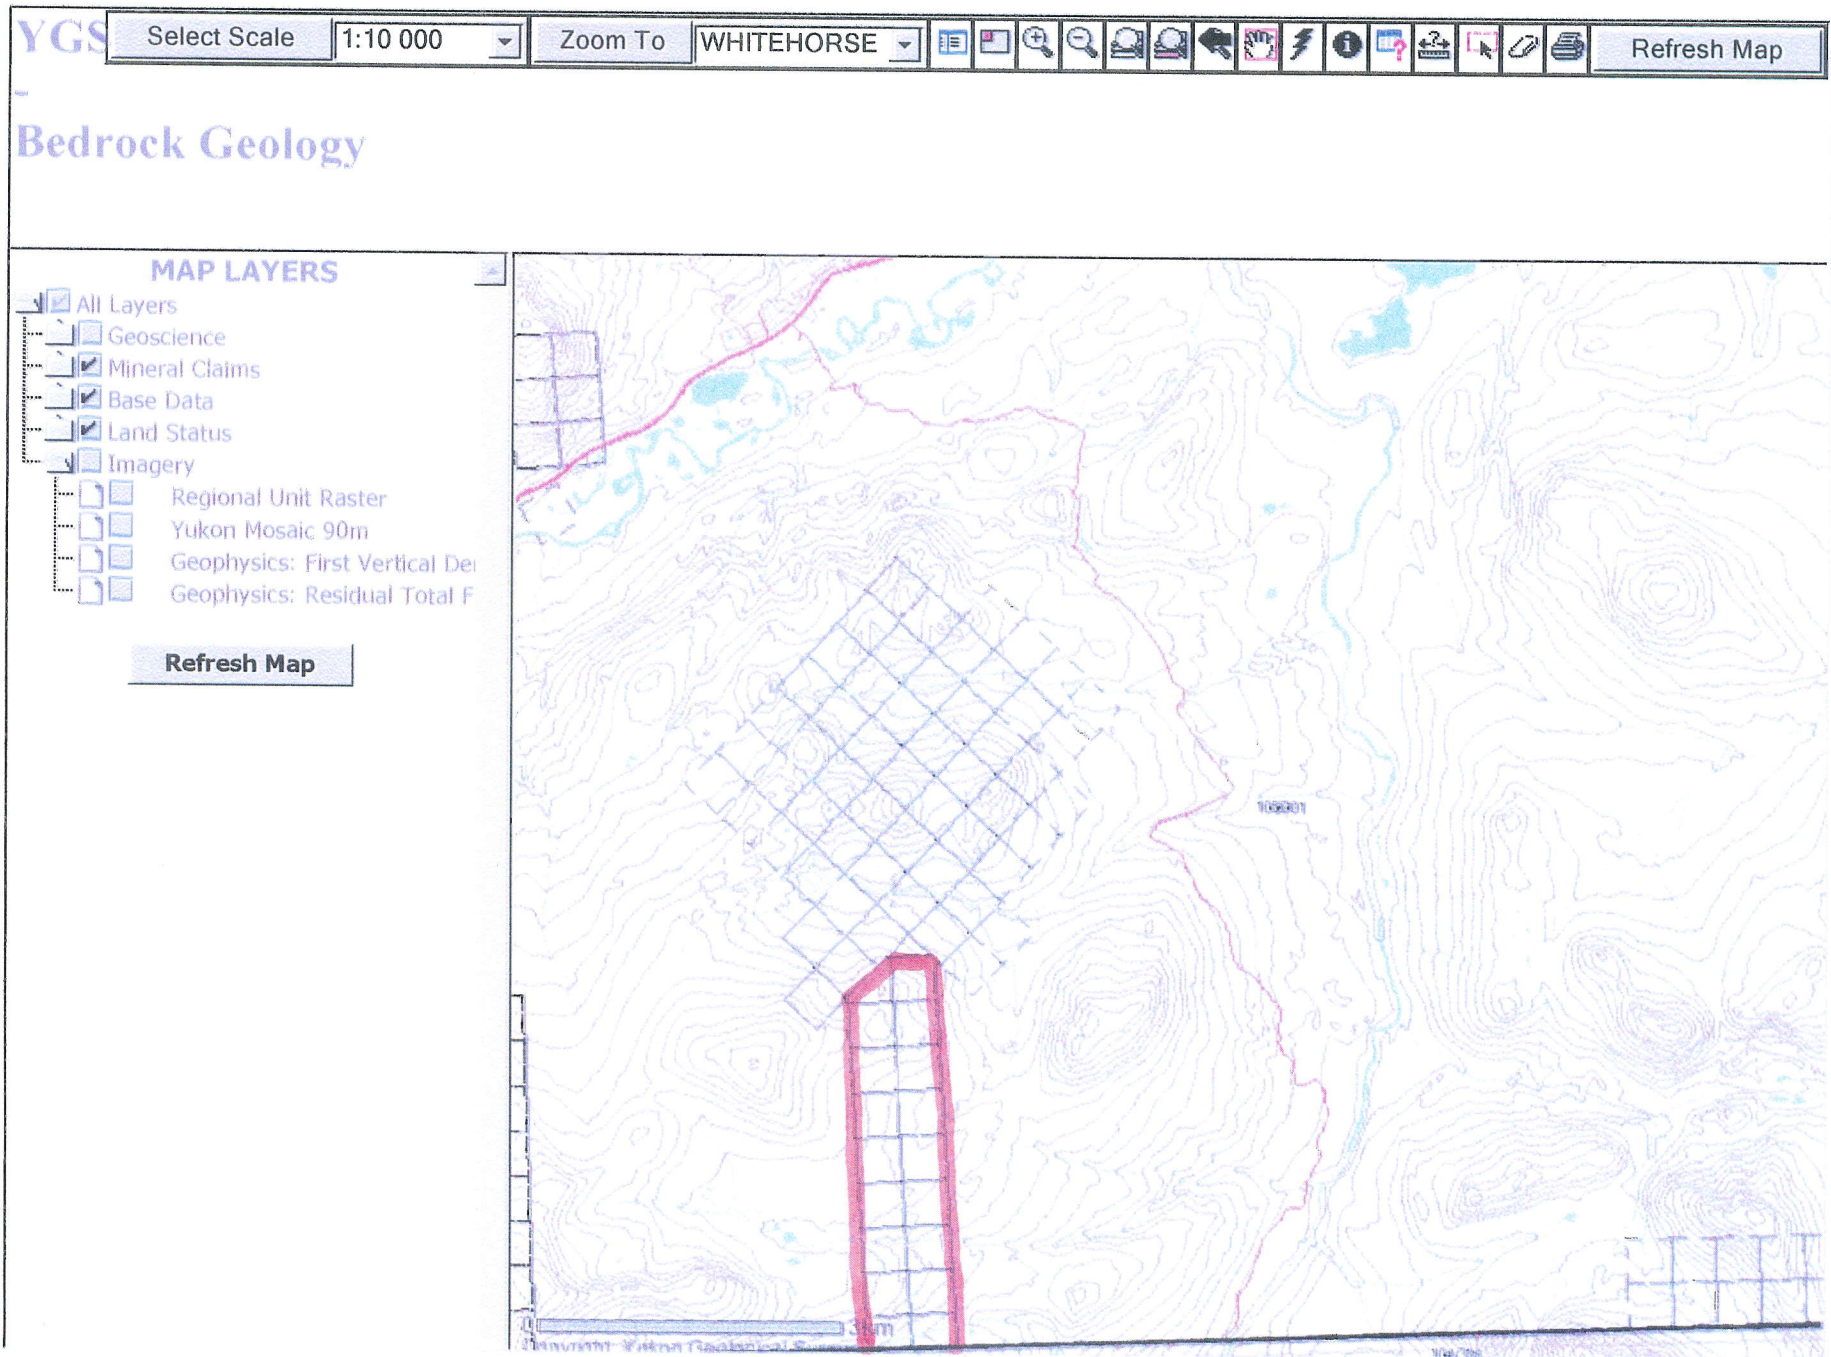 YGS
Select Scale 1:10 000 Zoom To WHITEHORSE Refresh Map
-
Bedrock Geology
MAP LAYERS
All Layers
Geoscience
Mineral Claims
Base Data
Land Status
Imagery
Regional Unit Raster
Yukon Mosaic 90m
Geophysics: First Vertical De
Geophysics: Residual Total F
Refresh Map